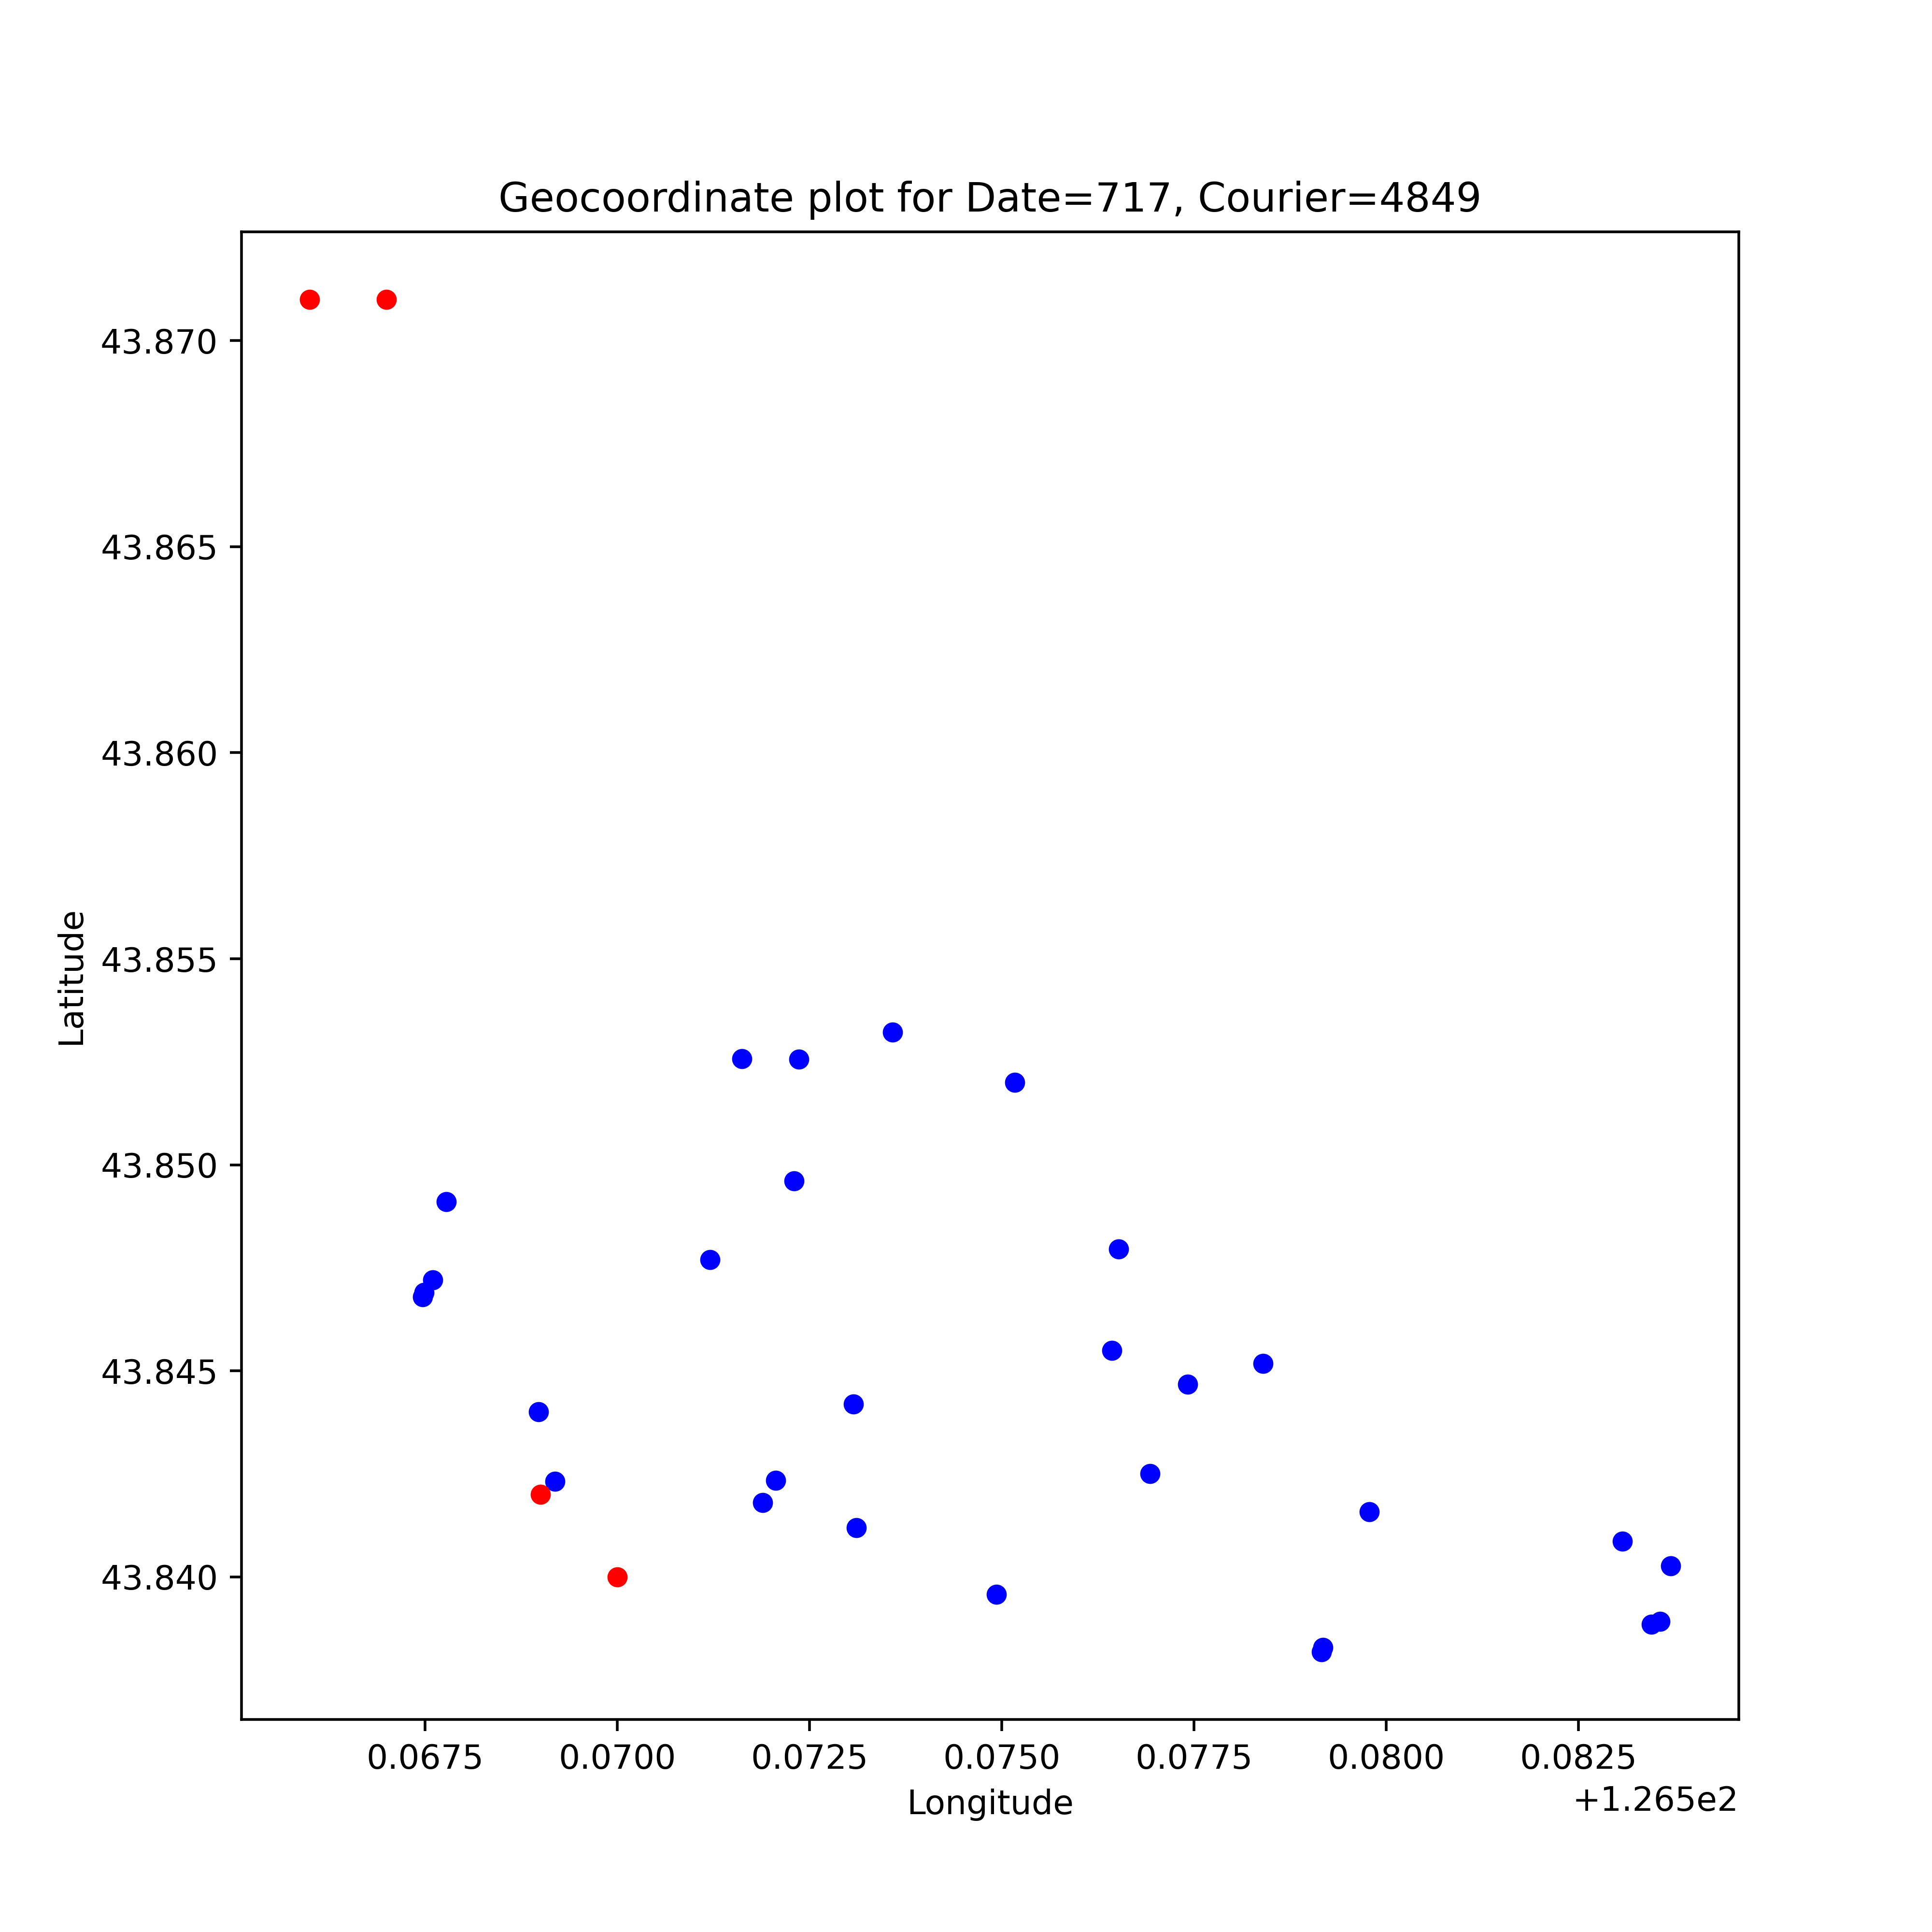 Geocoordinate plot for Date=717, Courier=4849
43.870
43.865
43.860
43.855
43.850
43.845
43.840
Latitude
0.0675 0.0700 0.0725 0.0750 0.0775 0.0800 0.0825
+1.265e2
Longitude